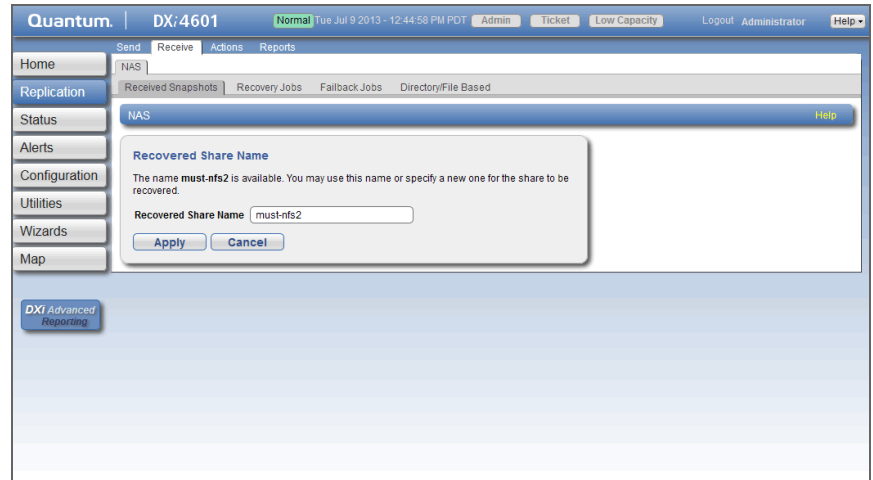 Quantum. DXi4601 Normal Tue Jul 9 2013 - 12:44:58 PM PDT Admin Ticket Low Capacity Logout Administrator Help
Send Receive Actions Reports
Home
NAS
Replication
Received Snapshots Recovery Jobs Failback Jobs Directory/File Based
Status
NAS Help
Alerts
Configuration
Utilities
Wizards
Map
Recovered Share Name
The name must-nfs2 is available. You may use this name or specify a new one for the share to be
recovered.
Recovered Share Name must-nfs2
Apply Cancel
DXi Advanced
Reporting